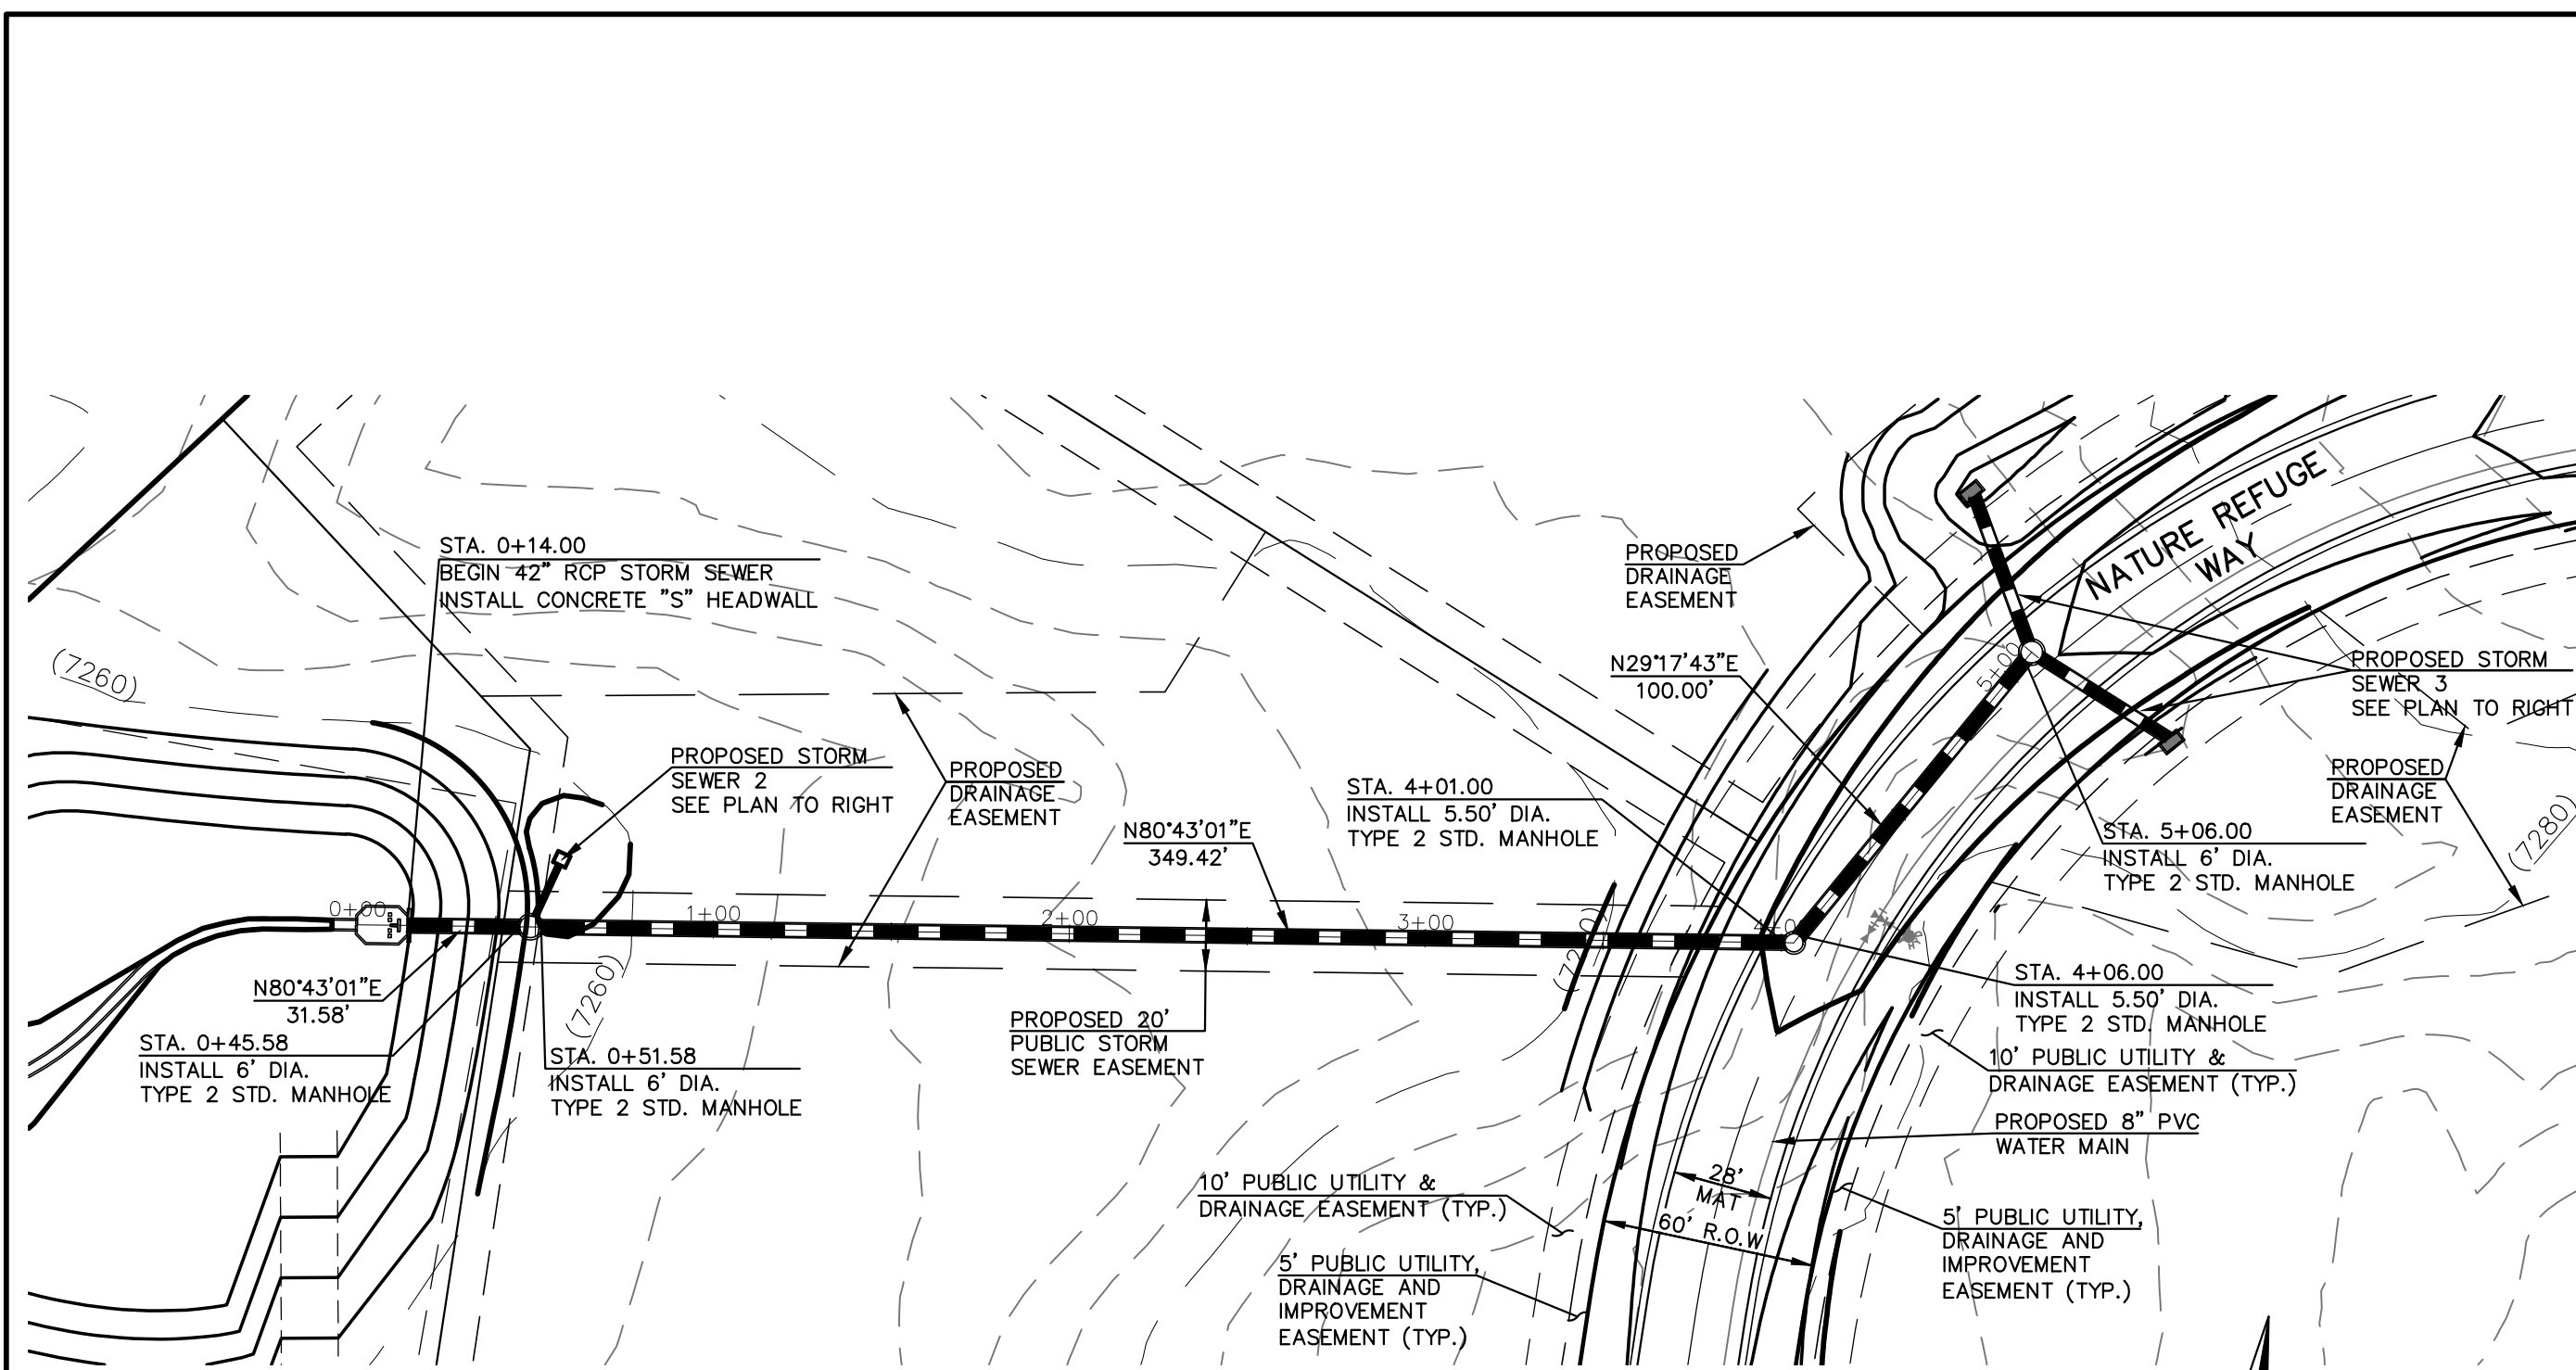 STA. 0+14.00
BEGIN 42" RCP STORM SEWER
INSTALL CONCRETE "S" HEADWALL
(7260)
PROPOSED STORM
SEWER 2
SEE PLAN TO RIGHT
PROPOSED
DRAINAGE
EASEMENT
N80°43'01"E
349.42'
STA. 4+01.00
INSTALL 5.50' DIA.
TYPE 2 STD. MANHOLE
PROPOSED
DRAINAGE
EASEMENT
N29°17'43"E
100.00'
NATURE REFUGE
WAY
5+00
PROPOSED STORM
SEWER 3
SEE PLAN TO RIGHT
PROPOSED
DRAINAGE
EASEMENT
(7280)
STA. 5+06.00
INSTALL 6' DIA.
TYPE 2 STD. MANHOLE
0+00
1+00
2+00
3+00
N80°43'01"E
31.58'
STA. 0+45.58
INSTALL 6' DIA.
TYPE 2 STD. MANHOLE
(7260)
STA. 0+51.58
INSTALL 6' DIA.
TYPE 2 STD. MANHOLE
PROPOSED 20'
PUBLIC STORM
SEWER EASEMENT
STA. 4+06.00
INSTALL 5.50' DIA.
TYPE 2 STD. MANHOLE
10' PUBLIC UTILITY &
DRAINAGE EASEMENT (TYP.)
PROPOSED 8" PVC
WATER MAIN
28'
MAT
60' R.O.W
10' PUBLIC UTILITY &
DRAINAGE EASEMENT (TYP.)
5' PUBLIC UTILITY,
DRAINAGE AND
IMPROVEMENT
EASEMENT (TYP.)
5' PUBLIC UTILITY,
DRAINAGE AND
IMPROVEMENT
EASEMENT (TYP.)